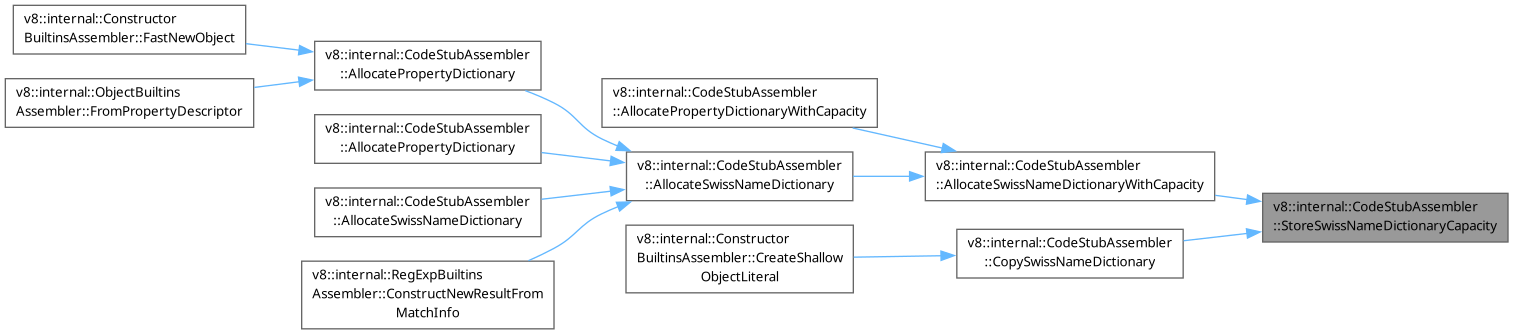 v8::internal::Constructor
BuiltinsAssembler::FastNewObject
v8::internal::ObjectBuiltins
Assembler::FromPropertyDescriptor
v8::internal::CodeStubAssembler
::AllocatePropertyDictionary
v8::internal::CodeStubAssembler
::AllocatePropertyDictionary
v8::internal::CodeStubAssembler
::AllocateSwissNameDictionary
v8::internal::RegExpBuiltins
Assembler::ConstructNewResultFrom
MatchInfo
v8::internal::CodeStubAssembler
::AllocatePropertyDictionaryWithCapacity
v8::internal::CodeStubAssembler
::AllocateSwissNameDictionary
v8::internal::Constructor
BuiltinsAssembler::CreateShallow
ObjectLiteral
v8::internal::CodeStubAssembler
::AllocateSwissNameDictionaryWithCapacity
v8::internal::CodeStubAssembler
::CopySwissNameDictionary
v8::internal::CodeStubAssembler
::StoreSwissNameDictionaryCapacity